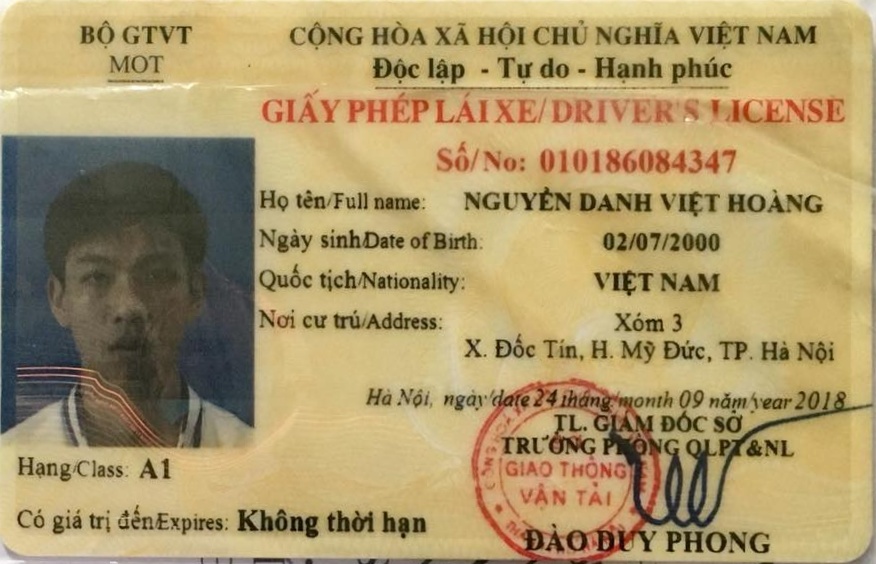 BỘ GTVT
MOT
CỘNG HÒA XÃ HỘI CHỦ NGHĨA VIỆT NAM
Độc lập - Tự do - Hạnh phúc
GIẤY PHÉP LÁI XE/ DRIVER'S LICENSE
Số/No: 010186084347
Họ tên/Full name: NGUYỄN DANH VIỆT HOÀNG
Ngày sinh/Date of Birth: 02/07/2000
Quốc tịch/Nationality: VIỆT NAM
Nơi cư trú/Address: Xóm 3
X. Đốc Tín, H. Mỹ Đức, TP. Hà Nội
Hà Nội, ngày/date 24 tháng/month 09 năm/year 2018
TL. GIÁM ĐỐC SỞ
TRƯỞNG PHÒNG QLPT&NL
GIAO THÔNG
VẬN TẢI
ĐÀO DUY PHONG
Hạng/Class: A1
Có giá trị đến/Expires: Không thời hạn